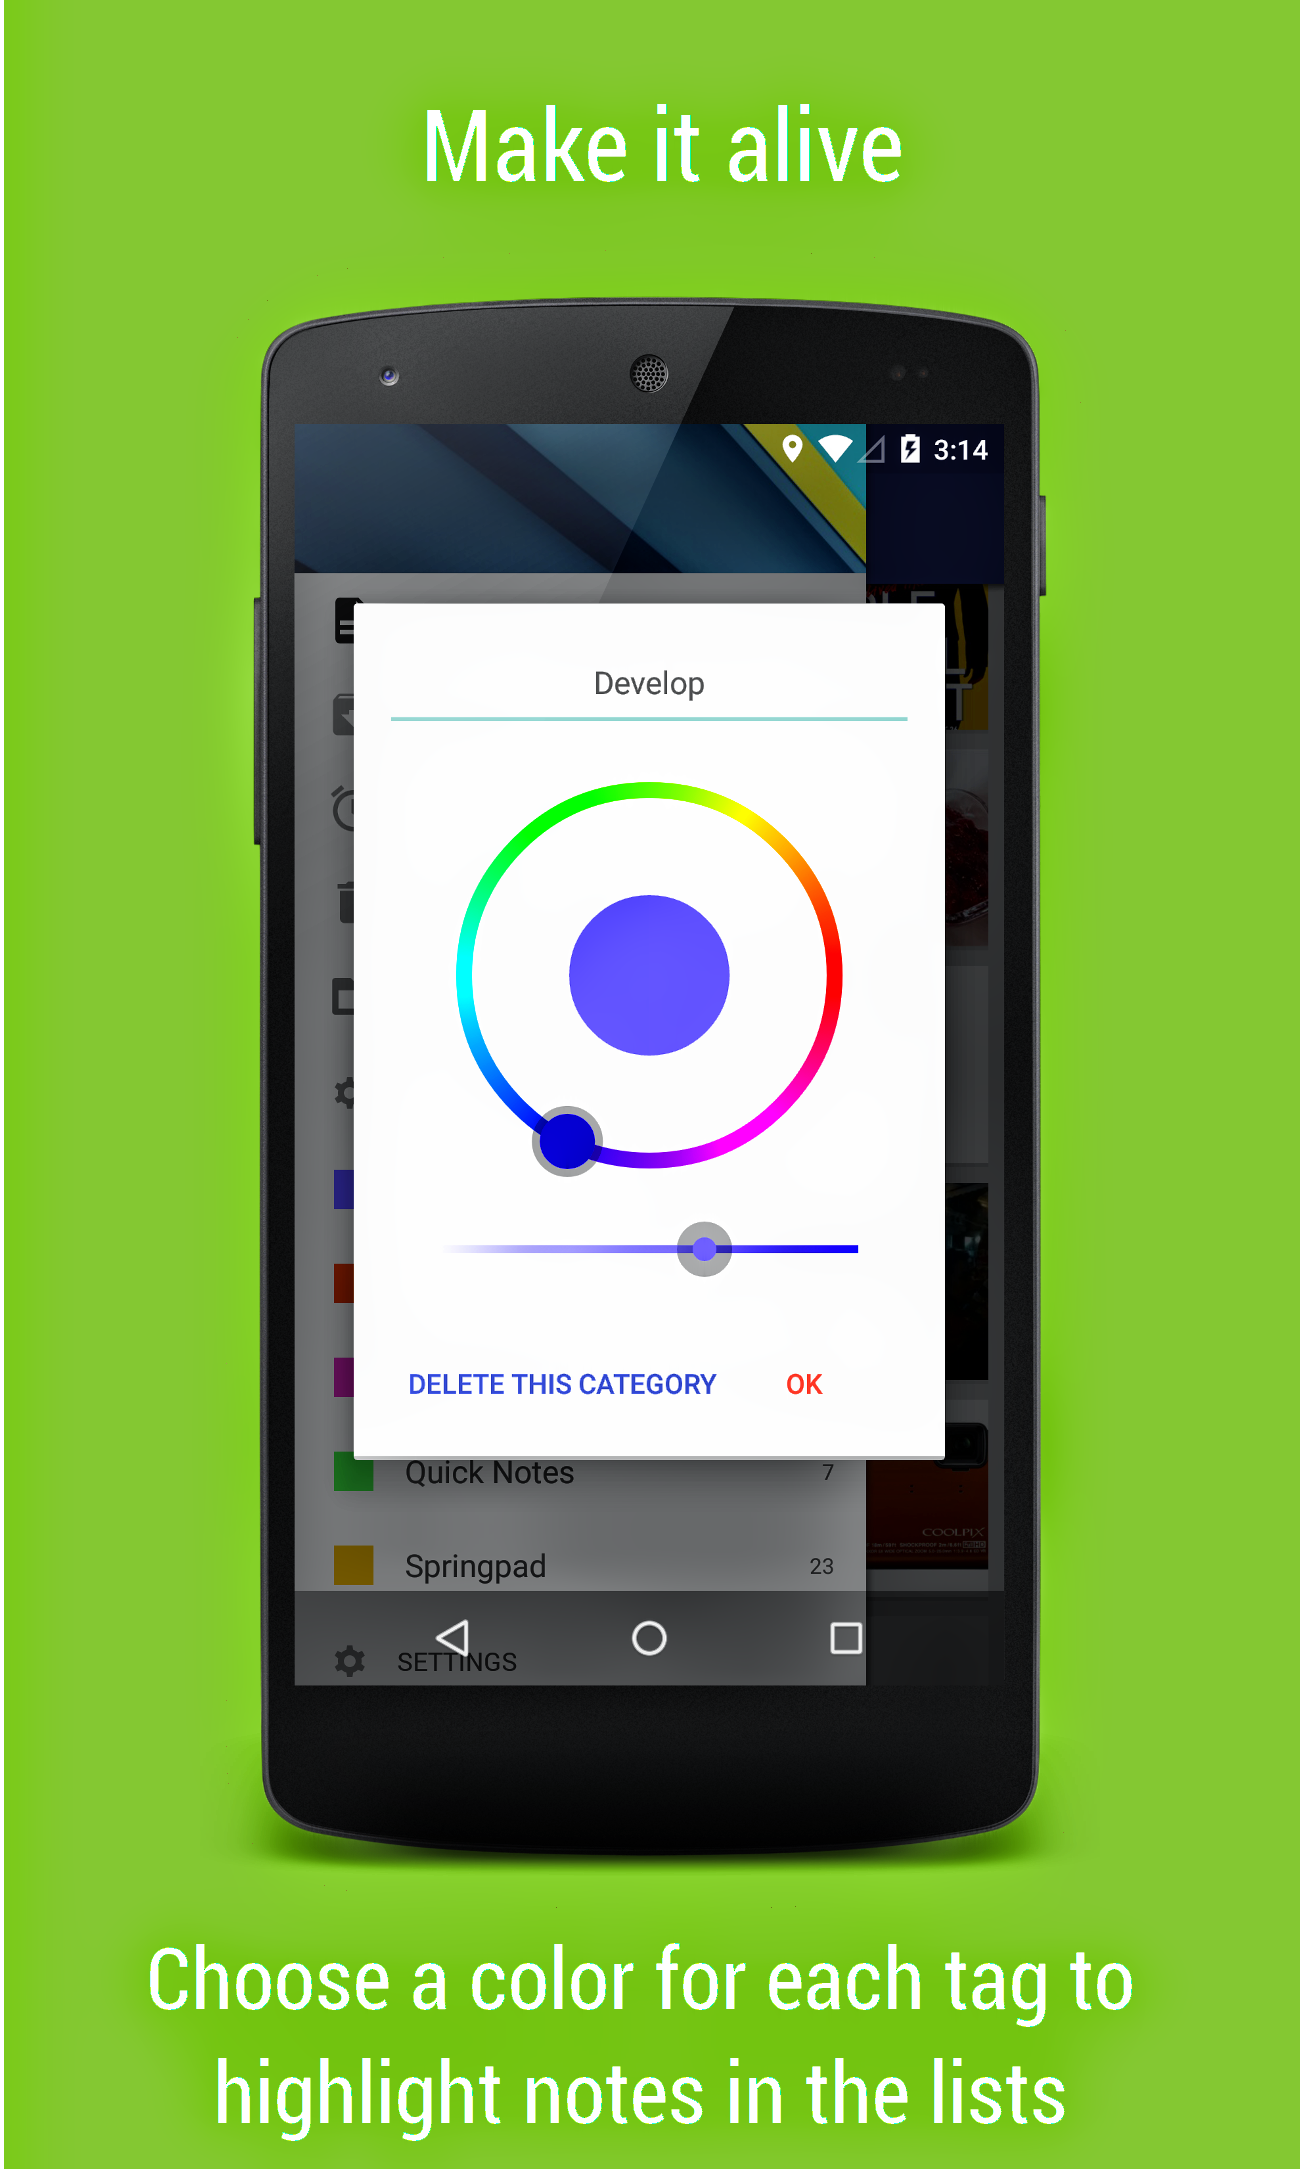 Make it alive
3:14
Develop
DELETE THIS CATEGORY OK
Quick Notes 7
COOLPIX
Springpad 23
SETTINGS
Choose a color for each tag to
highlight notes in the lists